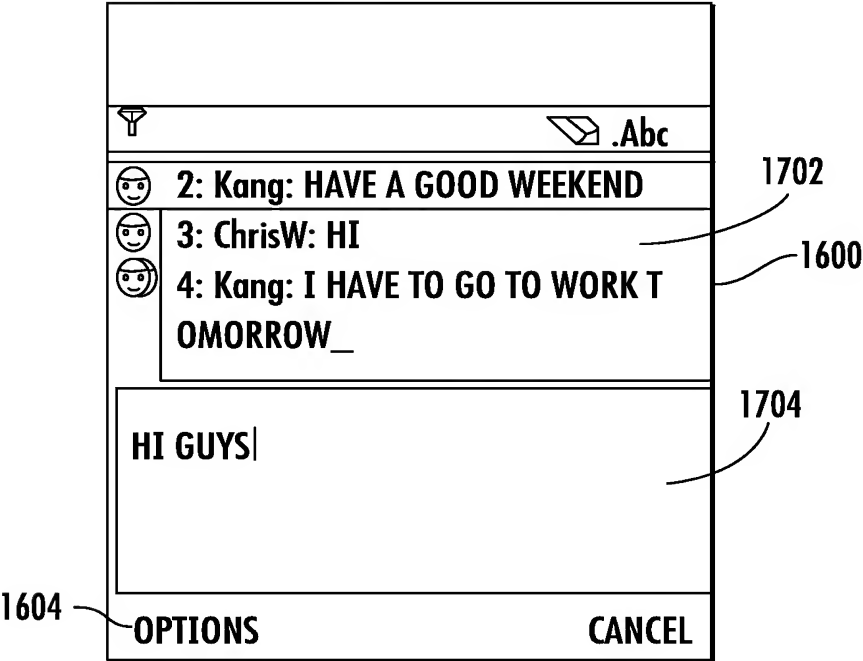 .Abc
2: Kang: HAVE A GOOD WEEKEND
1702
3: ChrisW: HI
1600
4: Kang: I HAVE TO GO TO WORK T
OMORROW_
1704
HI GUYS
1604
OPTIONS CANCEL